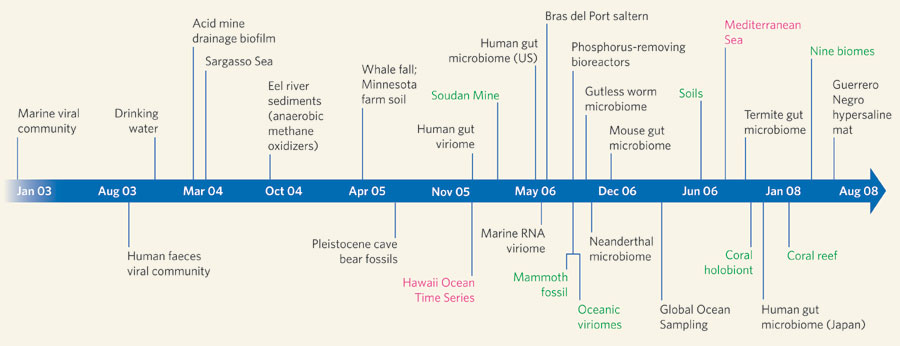 Bras del Port saltern
Acid mine
drainage biofilm
Mediterranean
Sea
Human gut
microbiome (US)
Phosphorus-removing
bioreactors
Nine biomes
Sargasso Sea
Whale fall;
Minnesota
farm soil
Eel river
sediments
(anaerobic
methane
oxidizers)
Soudan Mine
Gutless worm
microbiome
Soils
Guerrero
Negro
hypersaline
mat
Marine viral
community
Drinking
water
Human gut
viriome
Mouse gut
microbiome
Termite gut
microbiome
Jan 03
Aug 03
Mar 04
Oct 04
Apr 05
Nov 05
May 06
Dec 06
Jun 06
Jan 08
Aug 08
Human faeces
viral community
Pleistocene cave
bear fossils
Marine RNA
viriome
Neanderthal
microbiome
Coral
holobiont
Coral reef
Hawaii Ocean
Time Series
Mammoth
fossil
Oceanic
viriomes
Global Ocean
Sampling
Human gut
microbiome (Japan)